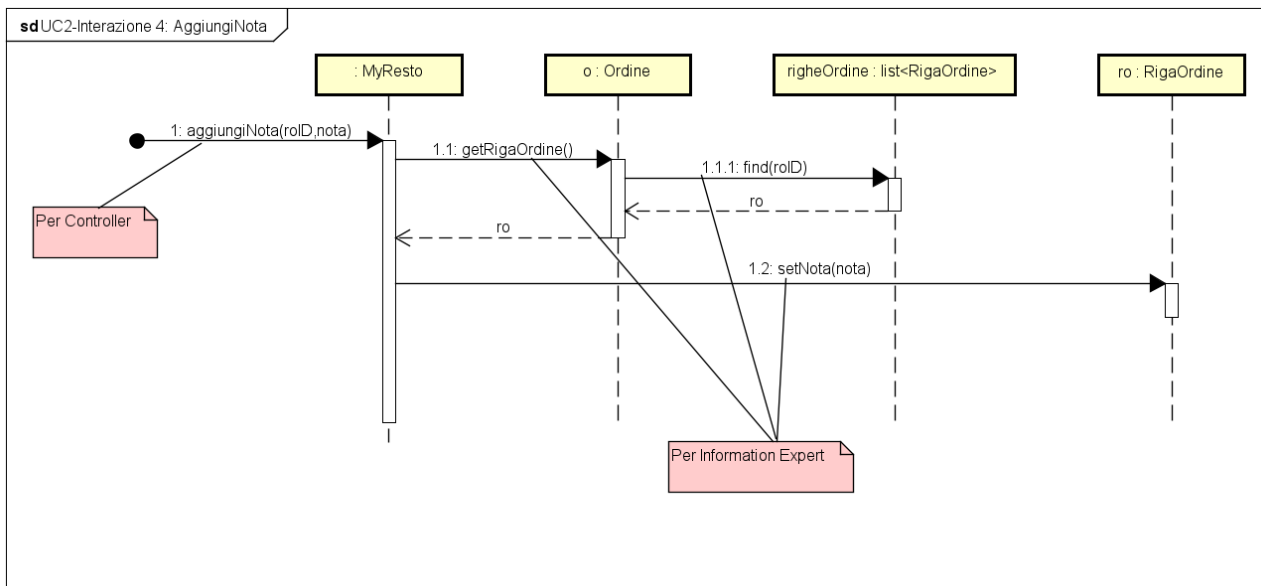 sd UC2-Interazione 4: AggiungiNota
: MyResto
o : Ordine
righeOrdine : list<RigaOrdine>
ro : RigaOrdine
1: aggiungiNota(roID,nota)
1.1: getRigaOrdine()
1.1.1: find(roID)
ro
ro
Per Controller
1.2: setNota(nota)
Per Information Expert